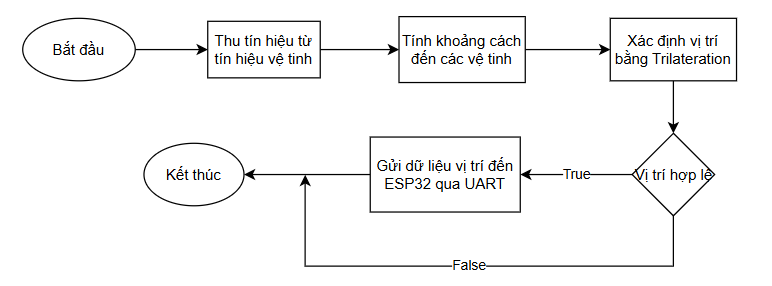 Bắt đầu
Thu tín hiệu từ
tín hiệu vệ tinh
Tính khoảng cách
đến các vệ tinh
Xác định vị trí
bằng Trilateration
Kết thúc
Gửi dữ liệu vị trí đến
ESP32 qua UART
True
Vị trí hợp lệ
False